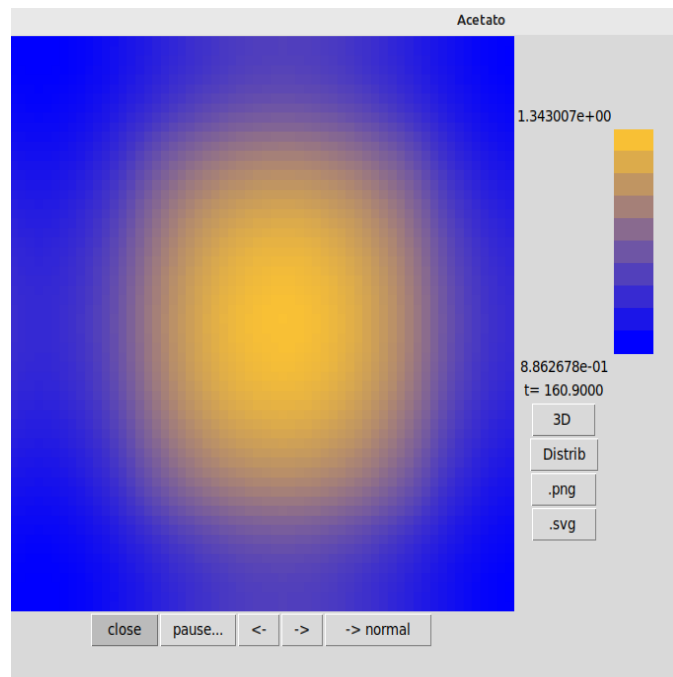 Acetato
1.343007e+00
8.862678e-01
t= 160.9000
3D
Distrib
.png
.svg
close pause... <- -> -> normal